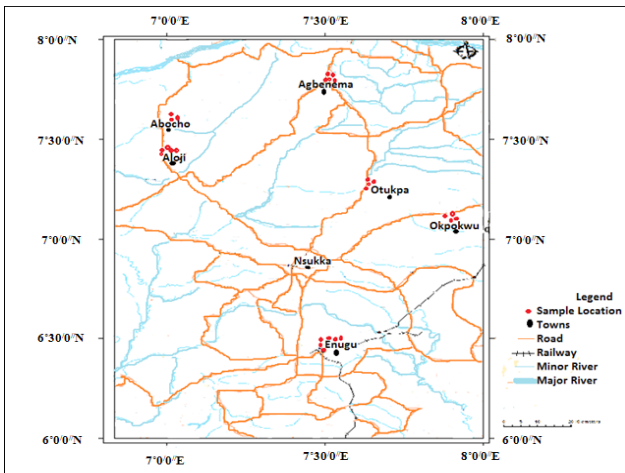 7°0'0"E 7°30'0"E 8°0'0"E
8°0'0"N 8°0'0"N
Agbenema
Abocho
7°30'0"N 7°30'0"N
Aloji
Otukpa
Okpokwu
7°0'0"N 7°0'0"N
Nsukka
Legend
Sample Location
Towns
6°30'0"N Enugu 6°30'0"N
Road
Railway
Minor River
Major River
6°0'0"N 6°0'0"N
7°0'0"E 7°30'0"E 8°0'0"E